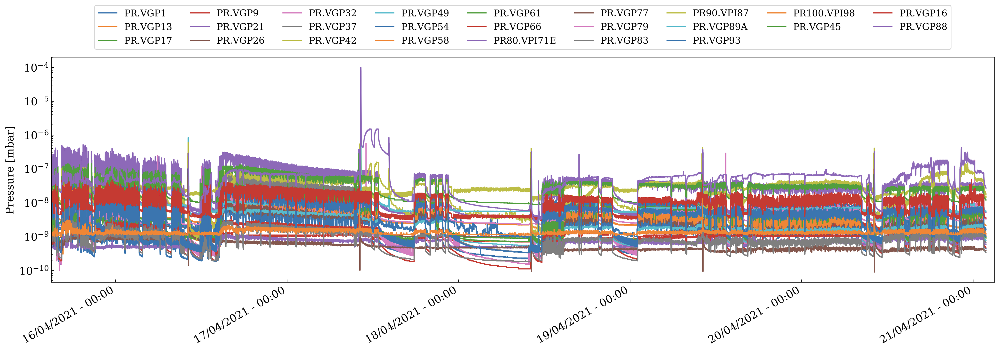 PR.VGP1 PR.VGP9 PR.VGP32 PR.VGP49 PR.VGP61 PR.VGP77 PR90.VPI87 PR100.VPI98 PR.VGP16
PR.VGP13 PR.VGP21 PR.VGP37 PR.VGP54 PR.VGP66 PR.VGP79 PR.VGP89A PR.VGP45 PR.VGP88
PR.VGP17 PR.VGP26 PR.VGP42 PR.VGP58 PR80.VPI71E PR.VGP83 PR.VGP93
Pressure [mbar]
10⁻⁴
10⁻⁵
10⁻⁶
10⁻⁷
10⁻⁸
10⁻⁹
10⁻¹⁰
16/04/2021 - 00:00
17/04/2021 - 00:00
18/04/2021 - 00:00
19/04/2021 - 00:00
20/04/2021 - 00:00
21/04/2021 - 00:00